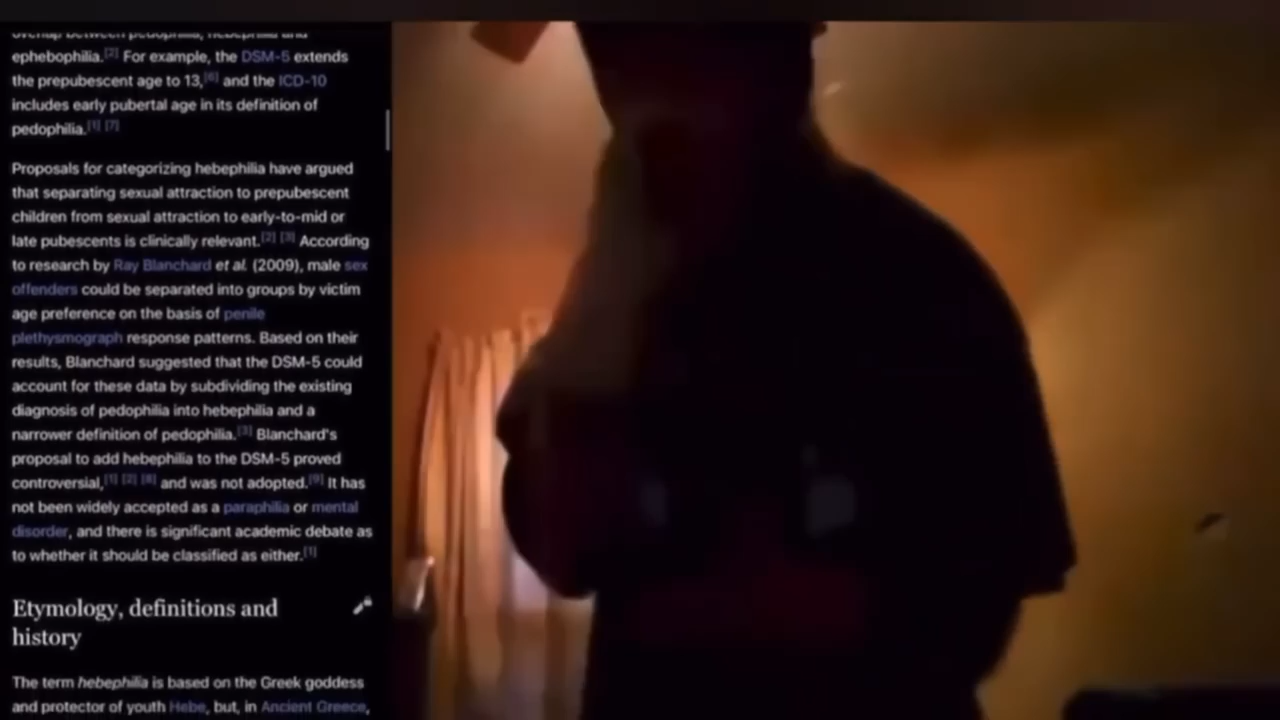 overlap between pedophilia, hebephilia and
ephebophilia.[2] For example, the DSM-5 extends
the prepubescent age to 13,[6] and the ICD-10
includes early pubertal age in its definition of
pedophilia.[1] [7]
Proposals for categorizing hebephilia have argued
that separating sexual attraction to prepubescent
children from sexual attraction to early-to-mid or
late pubescents is clinically relevant.[2] [3] According
to research by Ray Blanchard et al. (2009), male sex
offenders could be separated into groups by victim
age preference on the basis of penile
plethysmograph response patterns. Based on their
results, Blanchard suggested that the DSM-5 could
account for these data by subdividing the existing
diagnosis of pedophilia into hebephilia and a
narrower definition of pedophilia.[3] Blanchard's
proposal to add hebephilia to the DSM-5 proved
controversial,[1] [2] [8] and was not adopted.[9] It has
not been widely accepted as a paraphilia or mental
disorder, and there is significant academic debate as
to whether it should be classified as either.[1]
Etymology, definitions and
history
The term hebephilia is based on the Greek goddess
and protector of youth Hebe, but, in Ancient Greece,